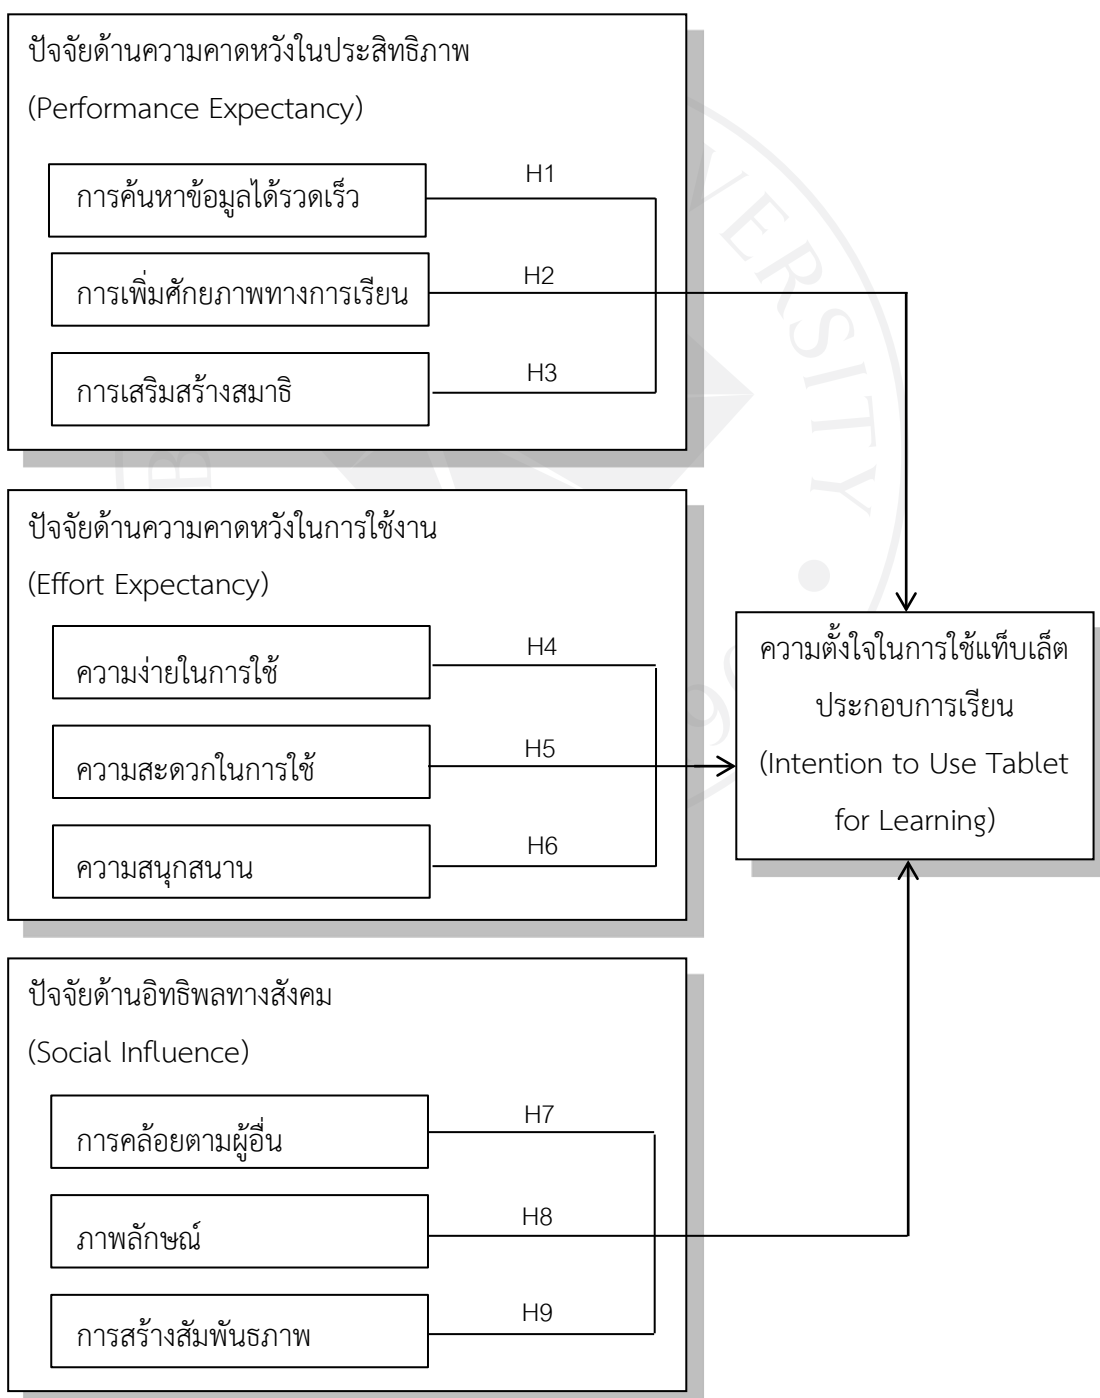 ปัจจัยด้านความคาดหวังในประสิทธิภาพ
(Performance Expectancy)
H1
การค้นหาข้อมูลได้รวดเร็ว
H2
การเพิ่มศักยภาพทางการเรียน
H3
การเสริมสร้างสมาธิ
ปัจจัยด้านความคาดหวังในการใช้งาน
(Effort Expectancy)
H4
ความง่ายในการใช้
H5
ความสะดวกในการใช้
H6
ความสนุกสนาน
ความตั้งใจในการใช้แท็บเล็ต
ประกอบการเรียน
(Intention to Use Tablet
for Learning)
ปัจจัยด้านอิทธิพลทางสังคม
(Social Influence)
H7
การคล้อยตามผู้อื่น
H8
ภาพลักษณ์
H9
การสร้างสัมพันธภาพ